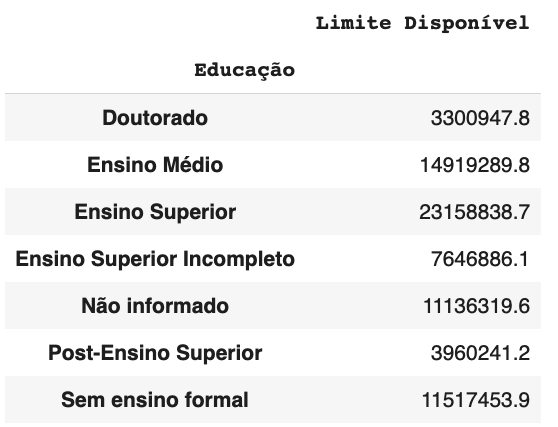 Limite Disponível
Educação
Doutorado 3300947.8
Ensino Médio 14919289.8
Ensino Superior 23158838.7
Ensino Superior Incompleto 7646886.1
Não informado 11136319.6
Post-Ensino Superior 3960241.2
Sem ensino formal 11517453.9